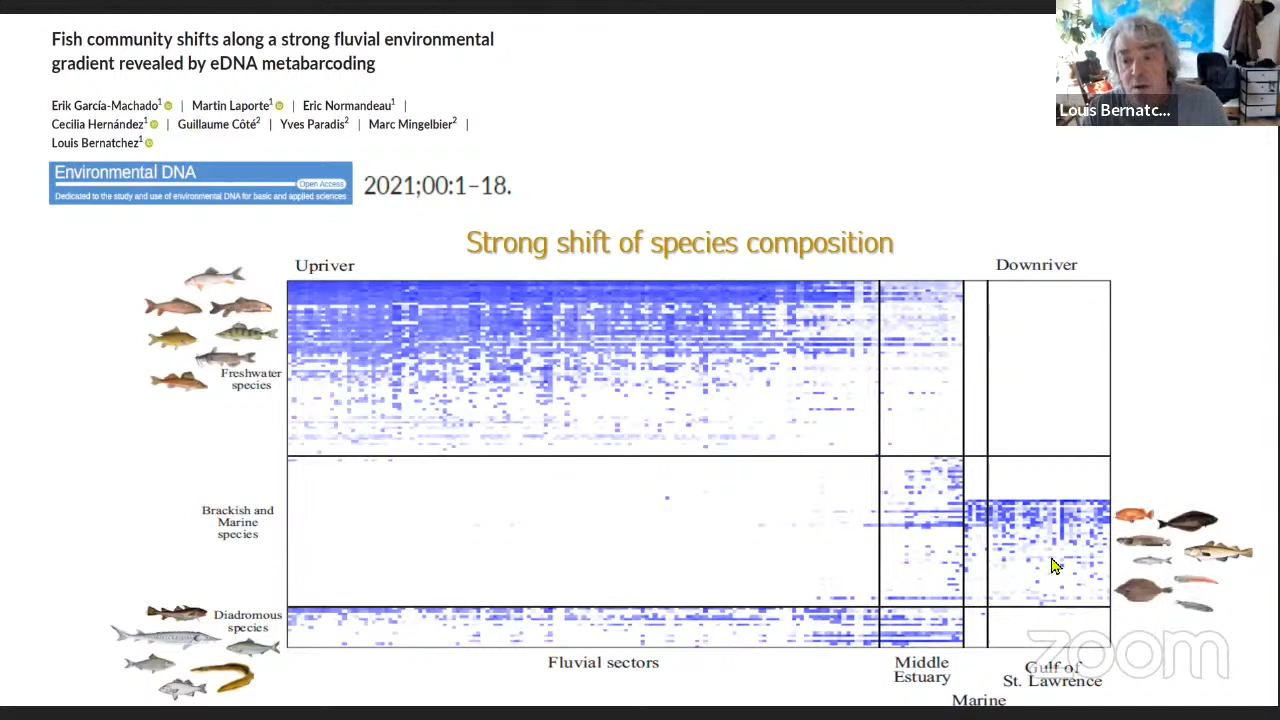 Fish community shifts along a strong fluvial environmental
gradient revealed by eDNA metabarcoding
Erik García-Machado1 | Martin Laporte1 | Eric Normandeau1 |
Cecilia Hernández1 | Guillaume Côté2 | Yves Paradis2 | Marc Mingelbier2 |
Louis Bernatchez1
Louis Bernatc...
Environmental DNA
Open Access
Dedicated to the study and use of environmental DNA for basic and applied sciences
2021;00:1–18.
Strong shift of species composition
Upriver
Downriver
Freshwater
species
Brackish and
Marine
species
Diadromous
species
Fluvial sectors
Middle
Estuary
Gulf of
St. Lawrence
Marine
zoom